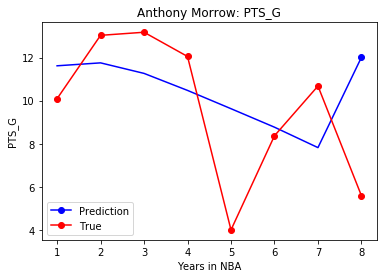 Anthony Morrow: PTS_G
12
10
8
6
4
PTS_G
Prediction
True
1 2 3 4 5 6 7 8
Years in NBA